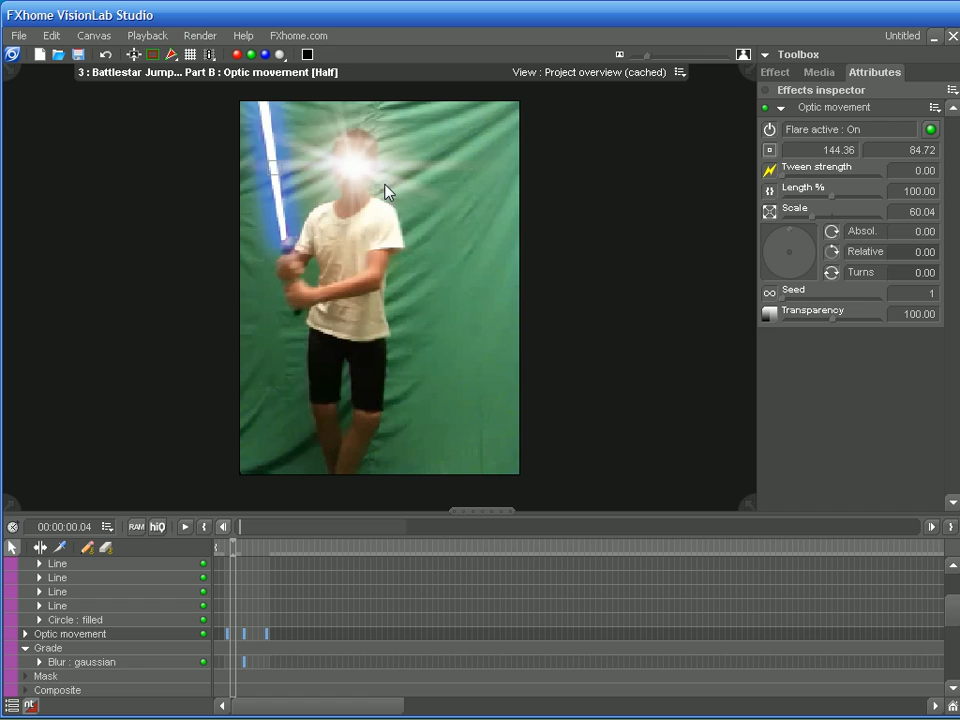 FXhome VisionLab Studio
File Edit Canvas Playback Render Help FXhome.com Untitled
3 : Battlestar Jump... Part B : Optic movement [Half] View : Project overview (cached)
Toolbox
Effect Media Attributes
Effects inspector
Optic movement
Flare active : On
144.36 84.72
Tween strength 0.00
Length % 100.00
Scale 60.04
Absol. 0.00
Relative 0.00
Turns 0.00
Seed 1
Transparency 100.00
00:00:00.04 RAM hiQ
Line
Line
Line
Line
Circle : filled
Optic movement
Grade
Blur : gaussian
Mask
Composite
nt